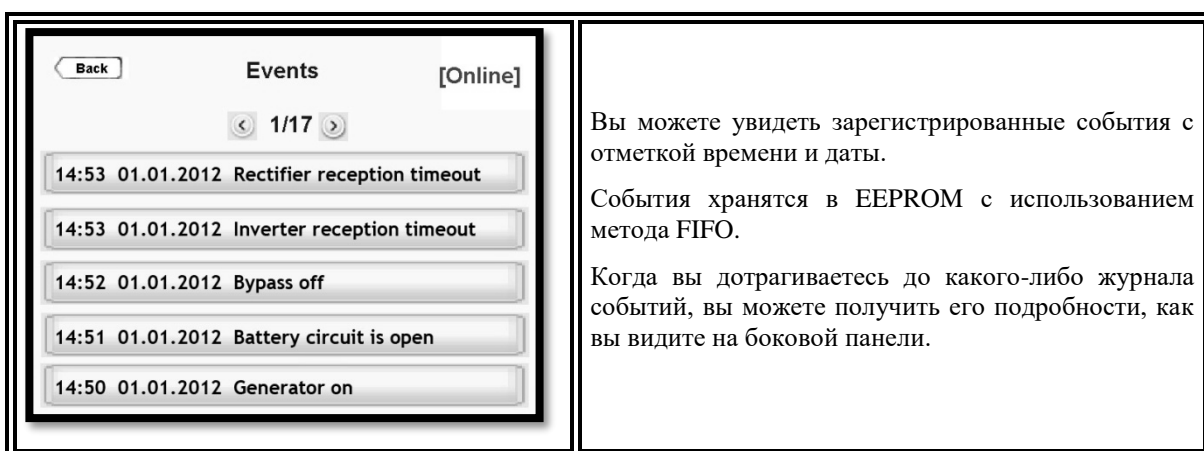 Back
Events
[Online]
1/17
14:53 01.01.2012 Rectifier reception timeout
14:53 01.01.2012 Inverter reception timeout
14:52 01.01.2012 Bypass off
14:51 01.01.2012 Battery circuit is open
14:50 01.01.2012 Generator on
Вы можете увидеть зарегистрированные события с
отметкой времени и даты.
События хранятся в EEPROM с использованием
метода FIFO.
Когда вы дотрагиваетесь до какого-либо журнала
событий, вы можете получить его подробности, как
вы видите на боковой панели.